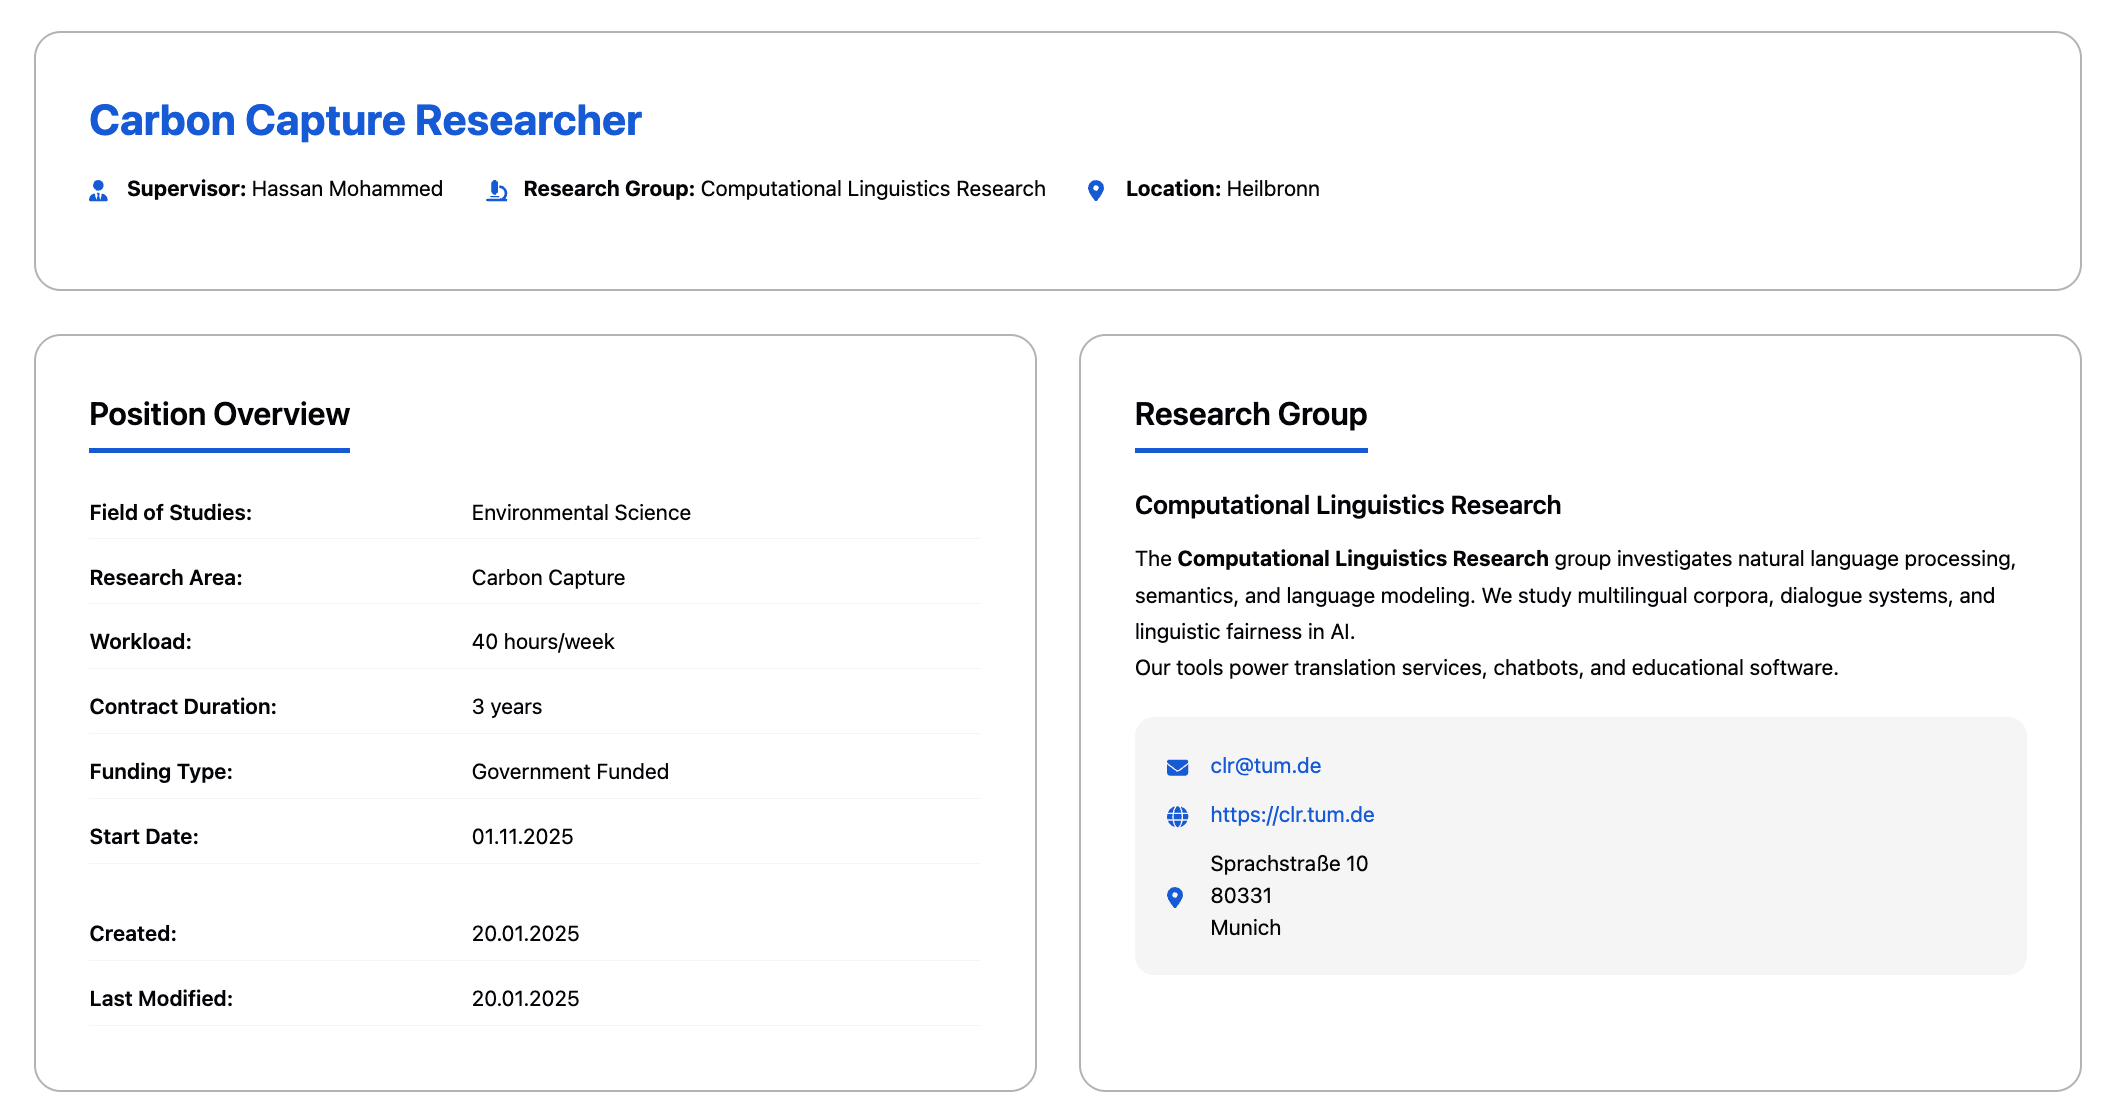 Carbon Capture Researcher
Supervisor: Hassan Mohammed Research Group: Computational Linguistics Research Location: Heilbronn
Position Overview
Field of Studies: Environmental Science
Research Area: Carbon Capture
Workload: 40 hours/week
Contract Duration: 3 years
Funding Type: Government Funded
Start Date: 01.11.2025
Created: 20.01.2025
Last Modified: 20.01.2025
Research Group
Computational Linguistics Research
The Computational Linguistics Research group investigates natural language processing,
semantics, and language modeling. We study multilingual corpora, dialogue systems, and
linguistic fairness in AI.
Our tools power translation services, chatbots, and educational software.
clr@tum.de
https://clr.tum.de
Sprachstraße 10
80331
Munich